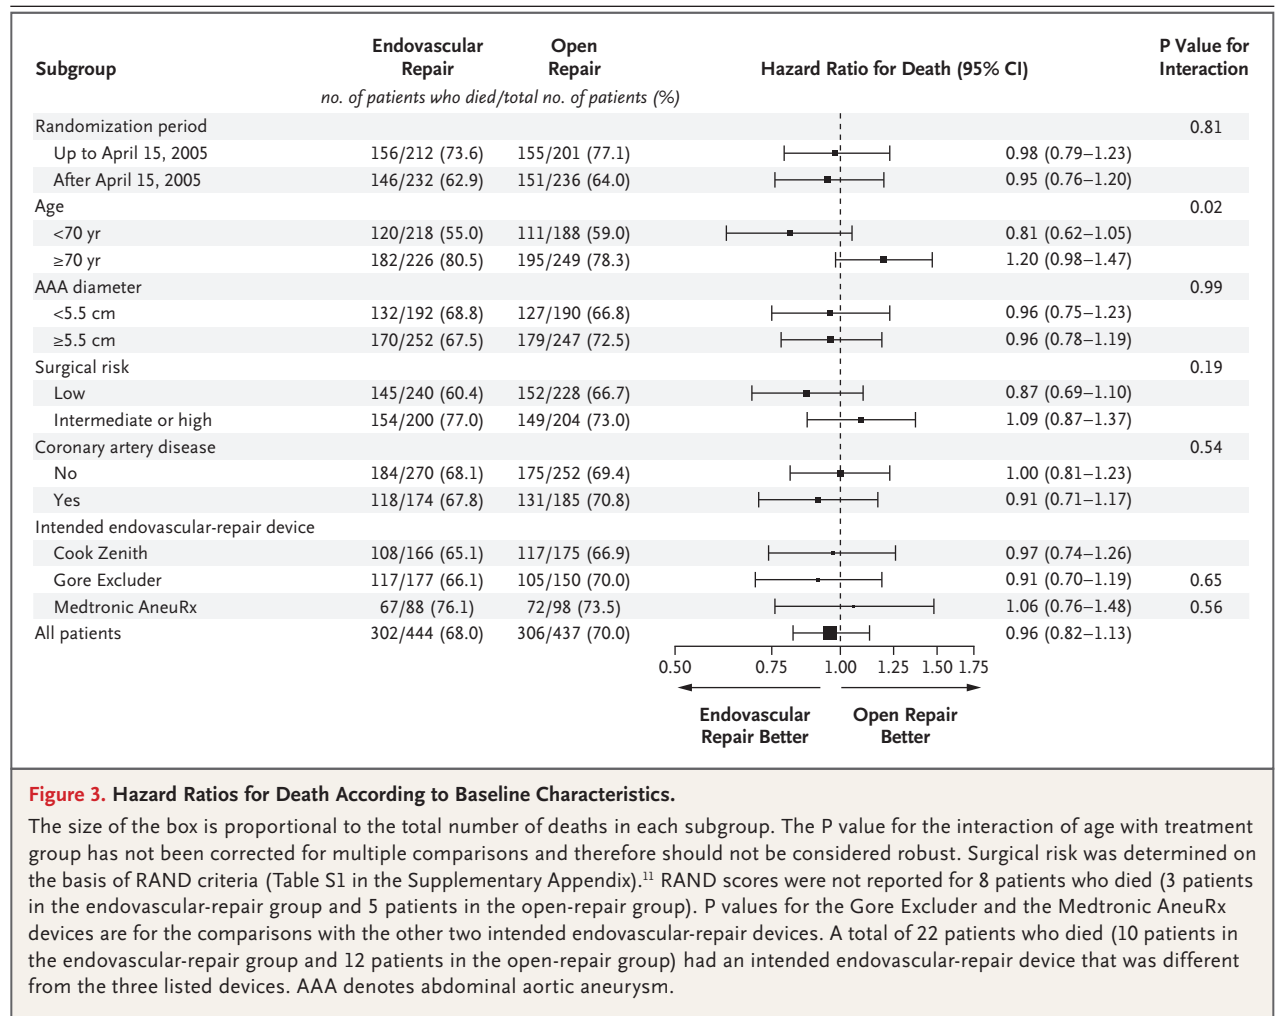 Subgroup Endovascular Repair Open Repair Hazard Ratio for Death (95% CI) P Value for Interaction
no. of patients who died/total no. of patients (%)
Randomization period 0.81
Up to April 15, 2005 156/212 (73.6) 155/201 (77.1) 0.98 (0.79–1.23)
After April 15, 2005 146/232 (62.9) 151/236 (64.0) 0.95 (0.76–1.20)
Age 0.02
<70 yr 120/218 (55.0) 111/188 (59.0) 0.81 (0.62–1.05)
≥70 yr 182/226 (80.5) 195/249 (78.3) 1.20 (0.98–1.47)
AAA diameter 0.99
<5.5 cm 132/192 (68.8) 127/190 (66.8) 0.96 (0.75–1.23)
≥5.5 cm 170/252 (67.5) 179/247 (72.5) 0.96 (0.78–1.19)
Surgical risk 0.19
Low 145/240 (60.4) 152/228 (66.7) 0.87 (0.69–1.10)
Intermediate or high 154/200 (77.0) 149/204 (73.0) 1.09 (0.87–1.37)
Coronary artery disease 0.54
No 184/270 (68.1) 175/252 (69.4) 1.00 (0.81–1.23)
Yes 118/174 (67.8) 131/185 (70.8) 0.91 (0.71–1.17)
Intended endovascular-repair device
Cook Zenith 108/166 (65.1) 117/175 (66.9) 0.97 (0.74–1.26)
Gore Excluder 117/177 (66.1) 105/150 (70.0) 0.91 (0.70–1.19) 0.65
Medtronic AneuRx 67/88 (76.1) 72/98 (73.5) 1.06 (0.76–1.48) 0.56
All patients 302/444 (68.0) 306/437 (70.0) 0.96 (0.82–1.13)
0.50 0.75 1.00 1.25 1.50 1.75
Endovascular Repair Better Open Repair Better
Figure 3. Hazard Ratios for Death According to Baseline Characteristics.
The size of the box is proportional to the total number of deaths in each subgroup. The P value for the interaction of age with treatment
group has not been corrected for multiple comparisons and therefore should not be considered robust. Surgical risk was determined on
the basis of RAND criteria (Table S1 in the Supplementary Appendix).11 RAND scores were not reported for 8 patients who died (3 patients
in the endovascular-repair group and 5 patients in the open-repair group). P values for the Gore Excluder and the Medtronic AneuRx
devices are for the comparisons with the other two intended endovascular-repair devices. A total of 22 patients who died (10 patients in
the endovascular-repair group and 12 patients in the open-repair group) had an intended endovascular-repair device that was different
from the three listed devices. AAA denotes abdominal aortic aneurysm.